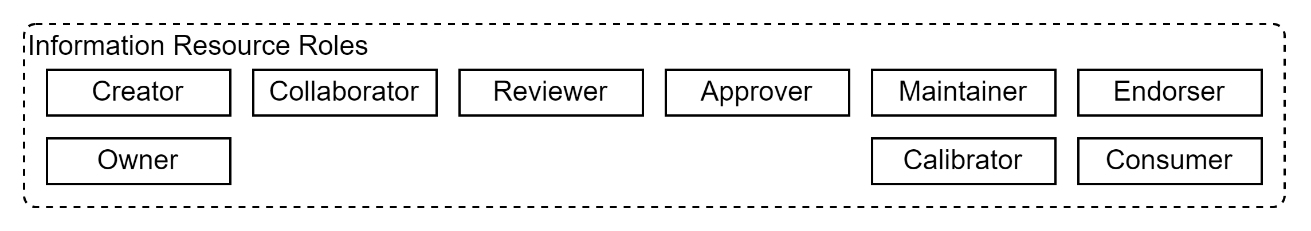 Information Resource Roles
Creator
Collaborator
Reviewer
Approver
Maintainer
Endorser
Owner
Calibrator
Consumer